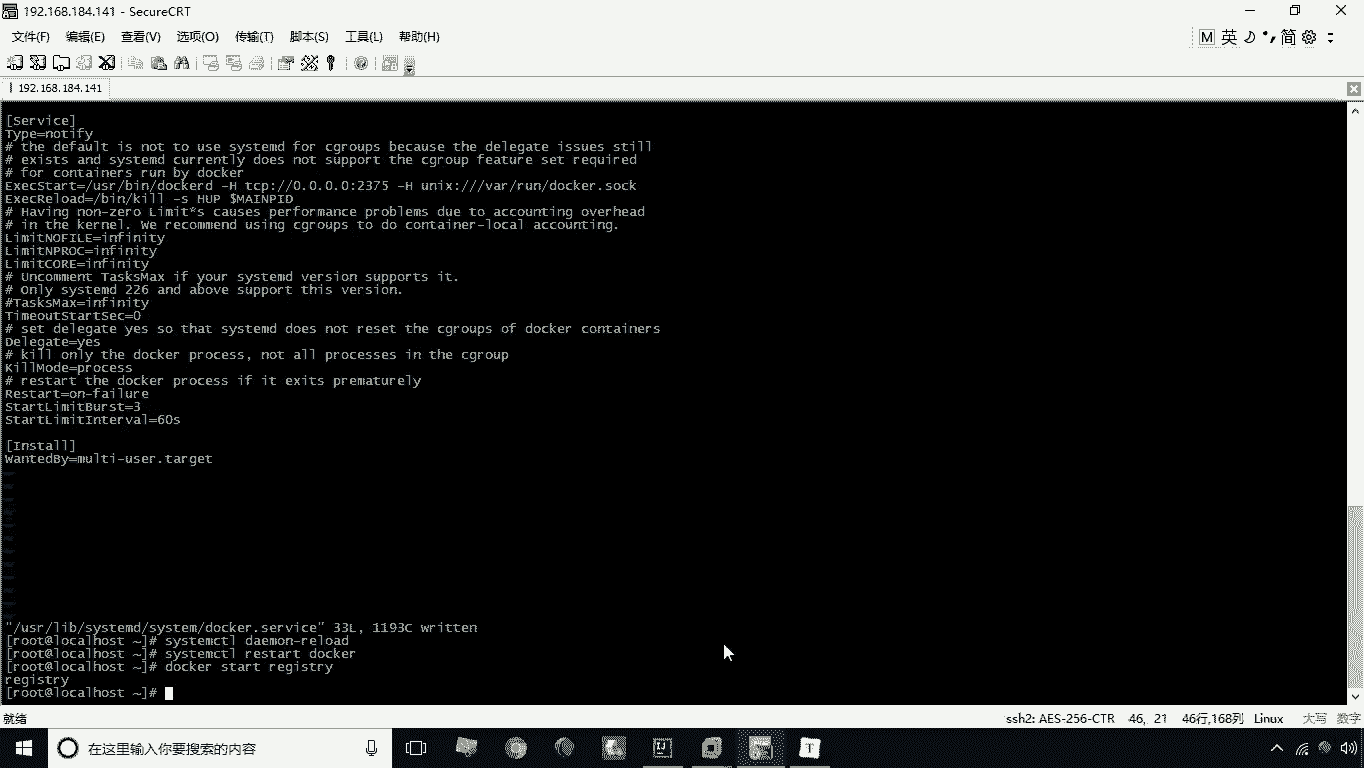 192.168.184.141 - SecureCRT
文件(F) 编辑(E) 查看(V) 选项(O) 传输(T) 脚本(S) 工具(L) 帮助(H)
M 英 简
192.168.184.141
[Service]
Type=notify
# the default is not to use systemd for cgroups because the delegate issues still
# exists and systemd currently does not support the cgroup feature set required
# for containers run by docker
ExecStart=/usr/bin/dockerd -H tcp://0.0.0.0:2375 -H unix:///var/run/docker.sock
ExecReload=/bin/kill -s HUP $MAINPID
# Having non-zero Limit*s causes performance problems due to accounting overhead
# in the kernel. We recommend using cgroups to do container-local accounting.
LimitNOFILE=infinity
LimitNPROC=infinity
LimitCORE=infinity
# Uncomment TasksMax if your systemd version supports it.
# Only systemd 226 and above support this version.
#TasksMax=infinity
TimeoutStartSec=0
# set delegate yes so that systemd does not reset the cgroups of docker containers
Delegate=yes
# kill only the docker process, not all processes in the cgroup
KillMode=process
# restart the docker process if it exits prematurely
Restart=on-failure
StartLimitBurst=3
StartLimitInterval=60s
[Install]
WantedBy=multi-user.target
~
~
~
~
~
~
~
~
~
~
~
"/usr/lib/systemd/system/docker.service" 33L, 1193C written
[root@localhost ~]# systemctl daemon-reload
[root@localhost ~]# systemctl restart docker
[root@localhost ~]# docker start registry
registry
[root@localhost ~]#
就绪 ssh2: AES-256-CTR 46, 21 46行,168列 Linux 大写 数字
在这里输入你要搜索的内容 IJ T